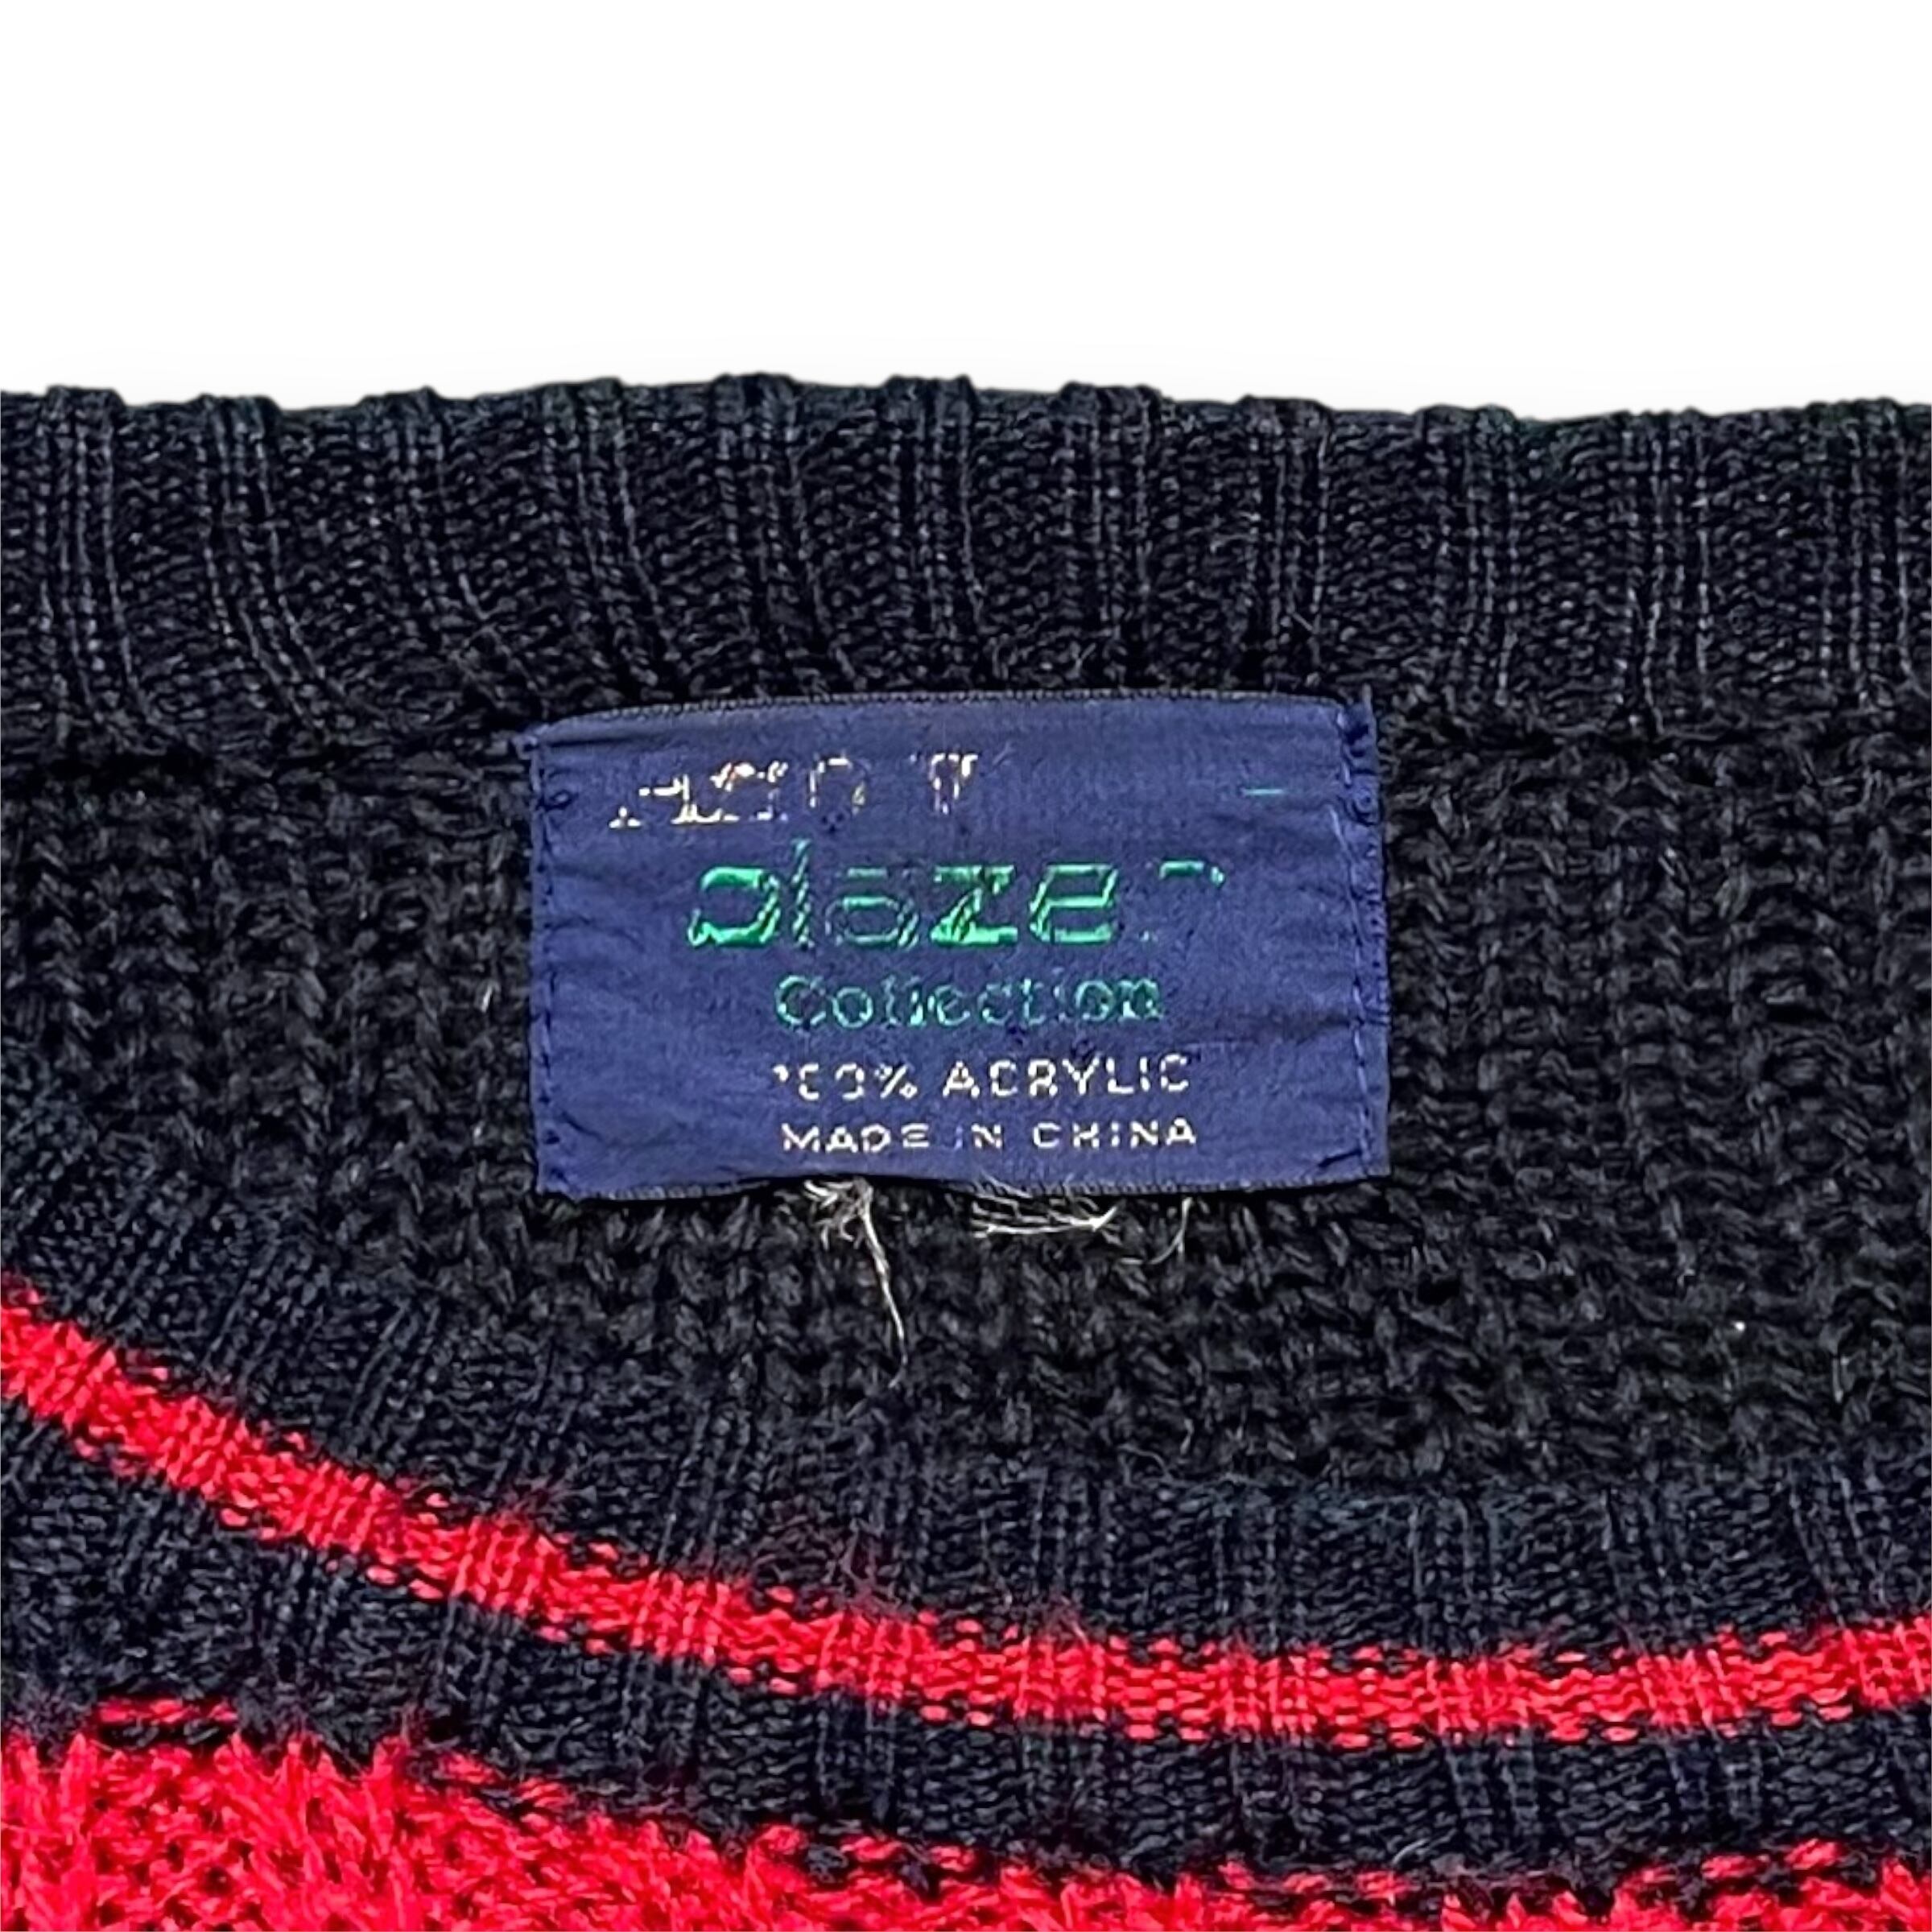 blazer
Collection
100% ACRYLIC
MADE IN CHINA